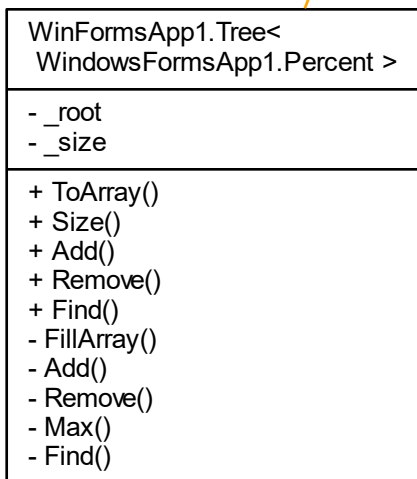 WinFormsApp1.Tree<
WindowsFormsApp1.Percent >
- _root
- _size
+ ToArray()
+ Size()
+ Add()
+ Remove()
+ Find()
- FillArray()
- Add()
- Remove()
- Max()
- Find()